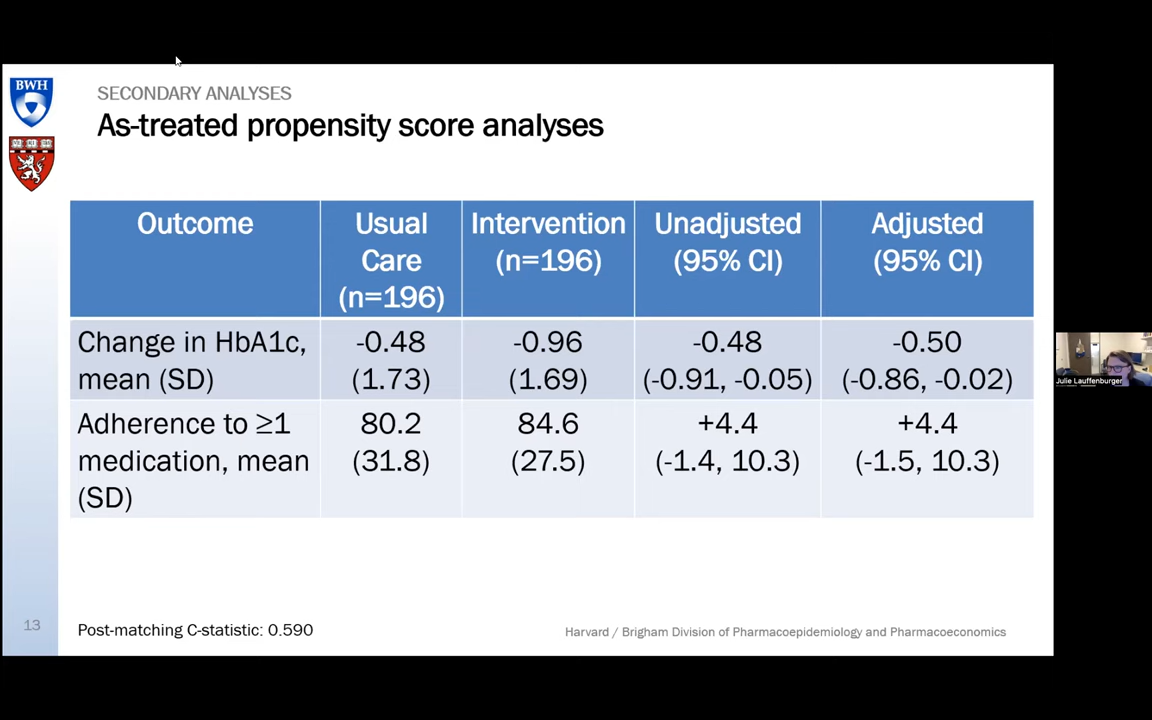 BWH
SECONDARY ANALYSES
As-treated propensity score analyses
Outcome
Usual
Care
(n=196)
Intervention
(n=196)
Unadjusted
(95% CI)
Adjusted
(95% CI)
Change in HbA1c,
mean (SD)
-0.48
(1.73)
-0.96
(1.69)
-0.48
(-0.91, -0.05)
-0.50
(-0.86, -0.02)
Adherence to ≥1
medication, mean
(SD)
80.2
(31.8)
84.6
(27.5)
+4.4
(-1.4, 10.3)
+4.4
(-1.5, 10.3)
Julie Lauffenburger
13
Post-matching C-statistic: 0.590
Harvard / Brigham Division of Pharmacoepidemiology and Pharmacoeconomics